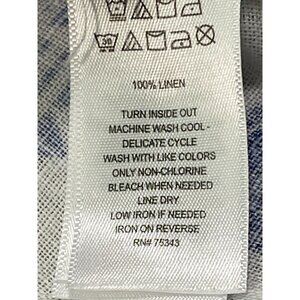 30
100% LINEN
TURN INSIDE OUT
MACHINE WASH COOL -
DELICATE CYCLE
WASH WITH LIKE COLORS
ONLY NON-CHLORINE
BLEACH WHEN NEEDED
LINE DRY
LOW IRON IF NEEDED
IRON ON REVERSE
RN# 75343